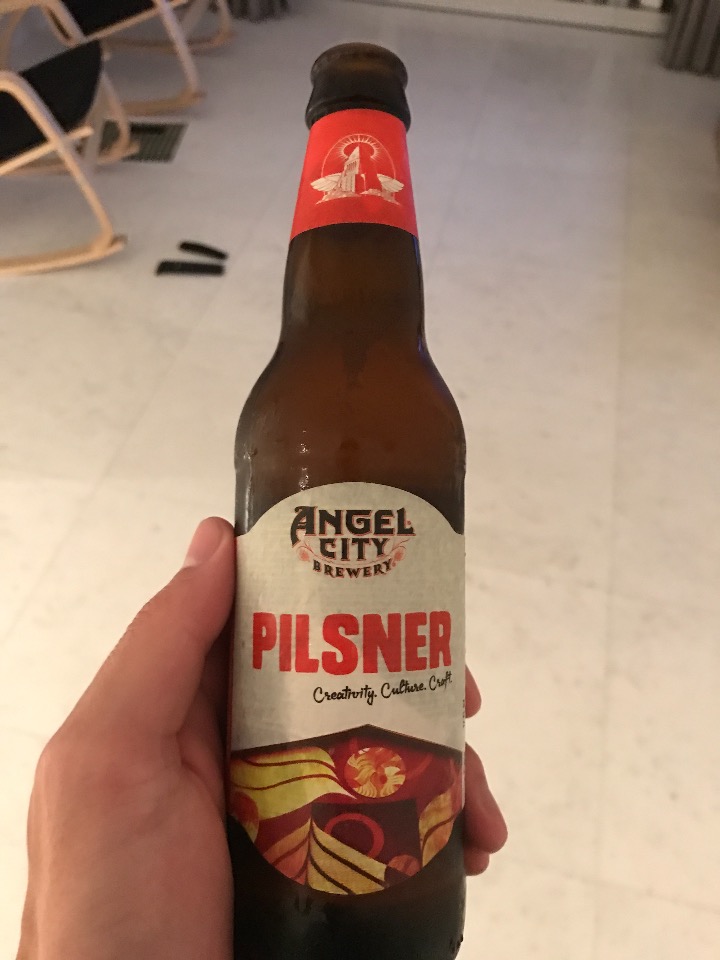 ANGEL
CITY
BREWERY
PILSNER
Creativity. Culture. Craft.